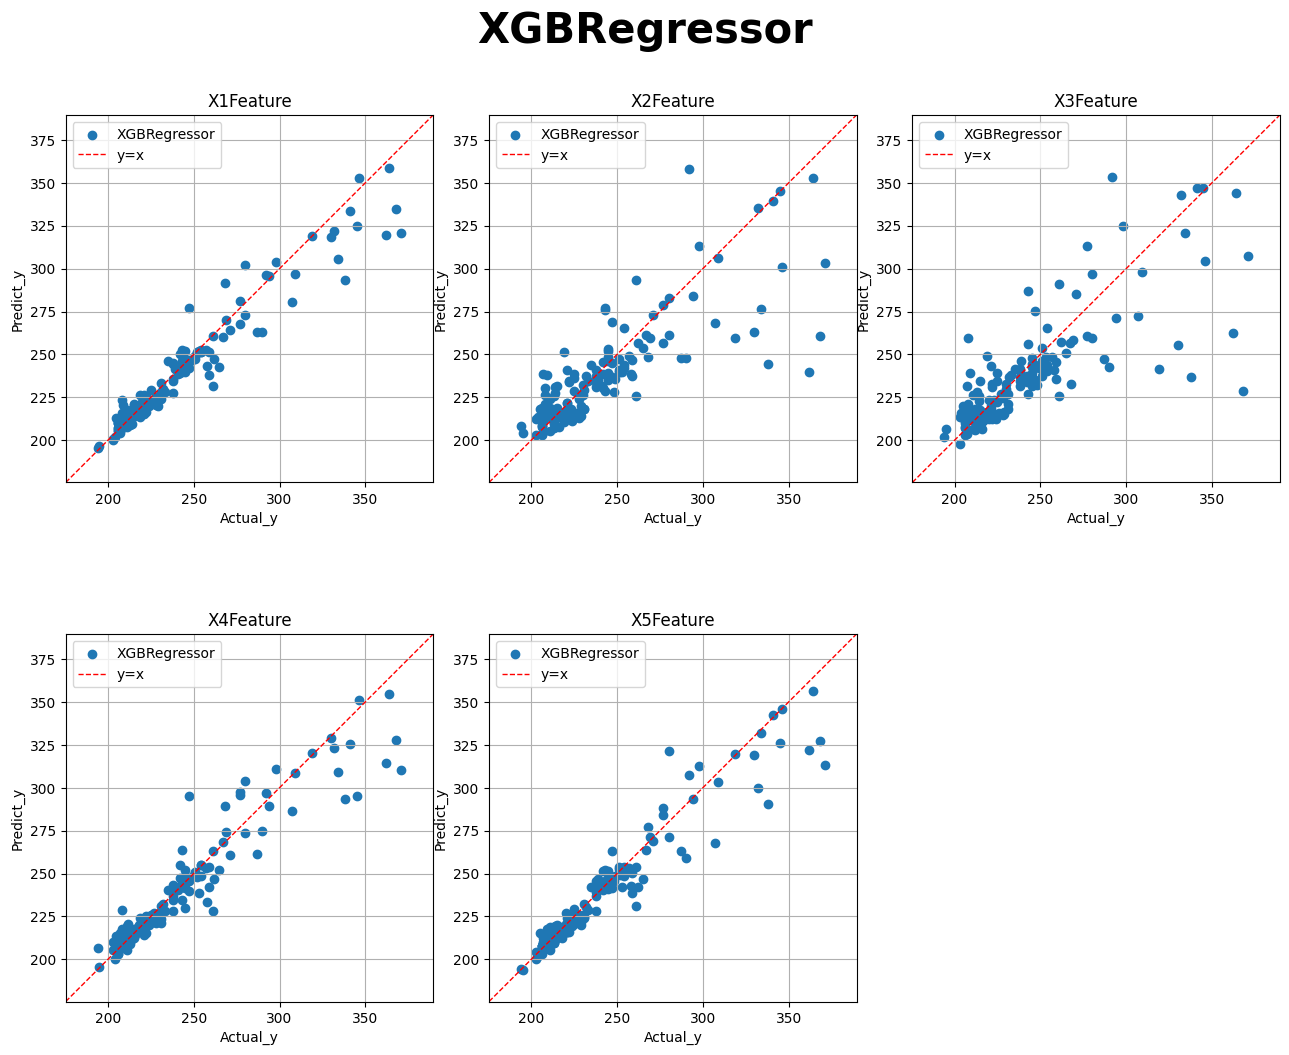 XGBRegressor
X1Feature
X2Feature
X3Feature
XGBRegressor
y=x
XGBRegressor
y=x
XGBRegressor
y=x
375
350
325
300
275
250
225
200
Predict_y
200
250
300
350
Actual_y
375
350
325
300
275
250
225
200
Predict_y
200
250
300
350
Actual_y
375
350
325
300
275
250
225
200
Predict_y
200
250
300
350
Actual_y
X4Feature
X5Feature
XGBRegressor
y=x
XGBRegressor
y=x
375
350
325
300
275
250
225
200
Predict_y
200
250
300
350
Actual_y
375
350
325
300
275
250
225
200
Predict_y
200
250
300
350
Actual_y